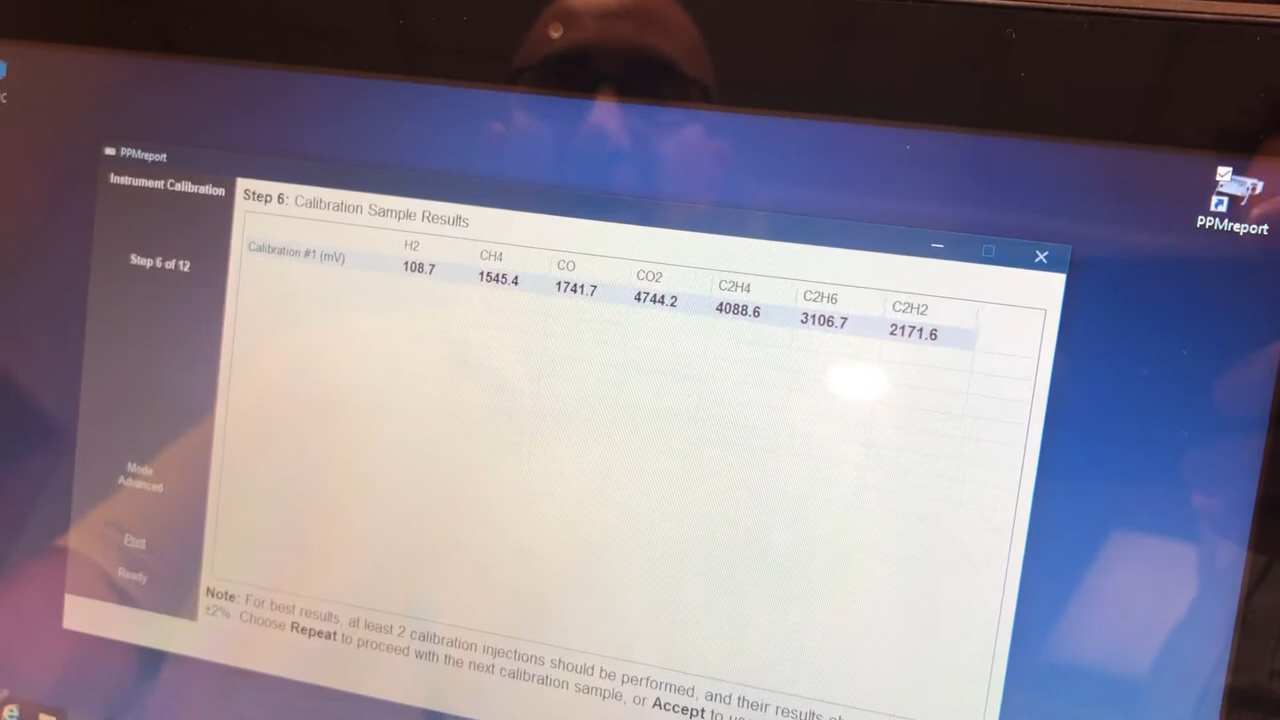 PPMreport
Instrument Calibration
Step 6 of 12
Mode
Advanced
Print
Ready
Step 6: Calibration Sample Results
H2 CH4 CO CO2 C2H4 C2H6 C2H2
Calibration #1 (mV) 108.7 1545.4 1741.7 4744.2 4088.6 3106.7 2171.6
Note: For best results, at least 2 calibration injections should be performed, and their results
±2%. Choose Repeat to proceed with the next calibration sample, or Accept to
PPMreport